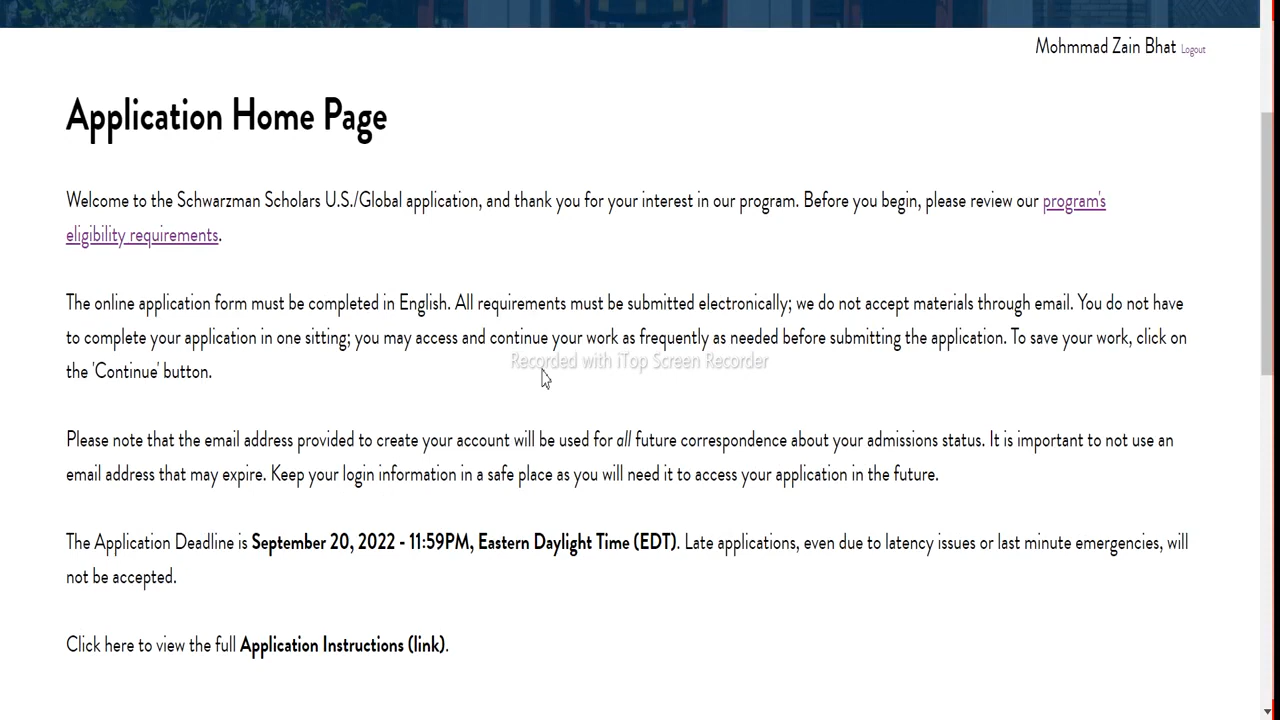 Mohmmad Zain Bhat Logout
Application Home Page
Welcome to the Schwarzman Scholars U.S./Global application, and thank you for your interest in our program. Before you begin, please review our program's
eligibility requirements.
The online application form must be completed in English. All requirements must be submitted electronically; we do not accept materials through email. You do not have
to complete your application in one sitting; you may access and continue your work as frequently as needed before submitting the application. To save your work, click on
Recorded with iTop Screen Recorder
the 'Continue' button.
Please note that the email address provided to create your account will be used for all future correspondence about your admissions status. It is important to not use an
email address that may expire. Keep your login information in a safe place as you will need it to access your application in the future.
The Application Deadline is September 20, 2022 - 11:59PM, Eastern Daylight Time (EDT). Late applications, even due to latency issues or last minute emergencies, will
not be accepted.
Click here to view the full Application Instructions (link).